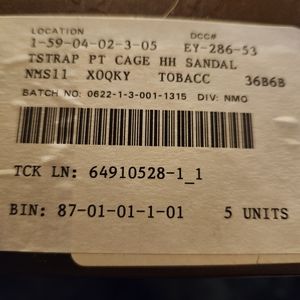 LOCATION DCC#
1-59-04-02-3-05 EY-286-53
TSTRAP PT CAGE HH SANDAL
NMS11 XOQKY TOBACC 36B6B
BATCH NO: 0622-1-3-001-1315 DIV: NMO
TCK LN: 64910528-1_1
BIN: 87-01-01-1-01 5 UNITS